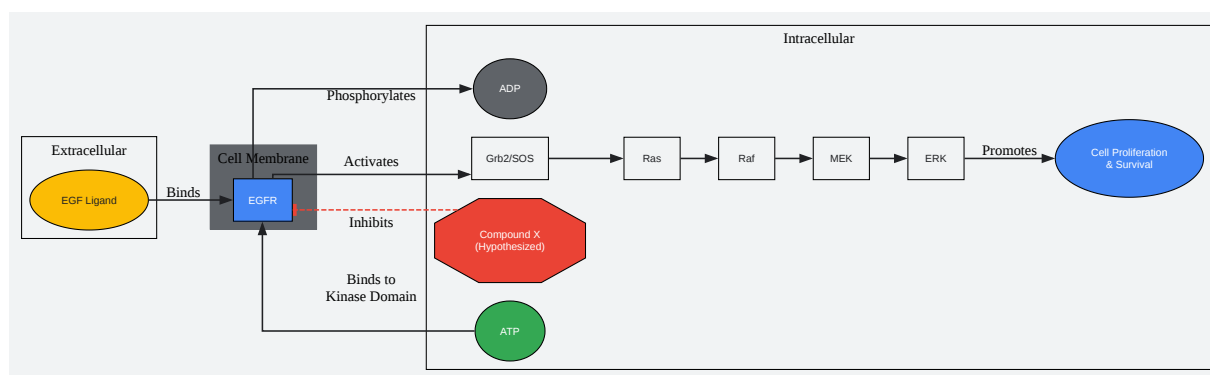 Intracellular
ADP
Phosphorylates
Extracellular
Cell Membrane
Activates
Grb2/SOS
Ras
Raf
MEK
ERK
Promotes
Cell Proliferation
& Survival
EGF Ligand
Binds
EGFR
Inhibits
Compound X
(Hypothesized)
Binds to
Kinase Domain
ATP